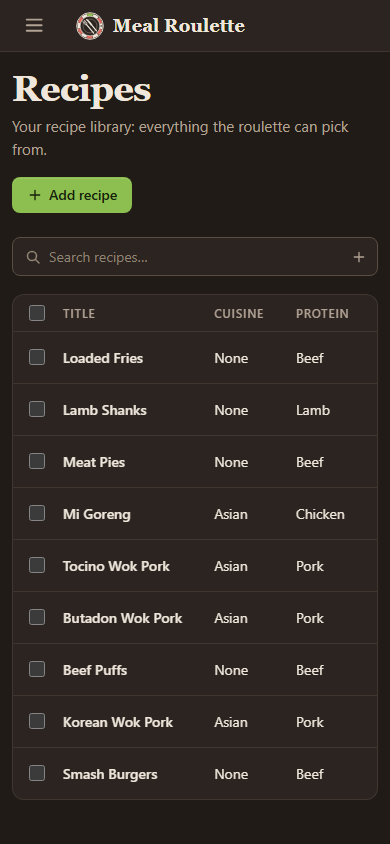 Meal Roulette
Recipes
Your recipe library: everything the roulette can pick
from.
+ Add recipe
Search recipes... +
TITLE CUISINE PROTEIN
Loaded Fries None Beef
Lamb Shanks None Lamb
Meat Pies None Beef
Mi Goreng Asian Chicken
Tocino Wok Pork Asian Pork
Butadon Wok Pork Asian Pork
Beef Puffs None Beef
Korean Wok Pork Asian Pork
Smash Burgers None Beef